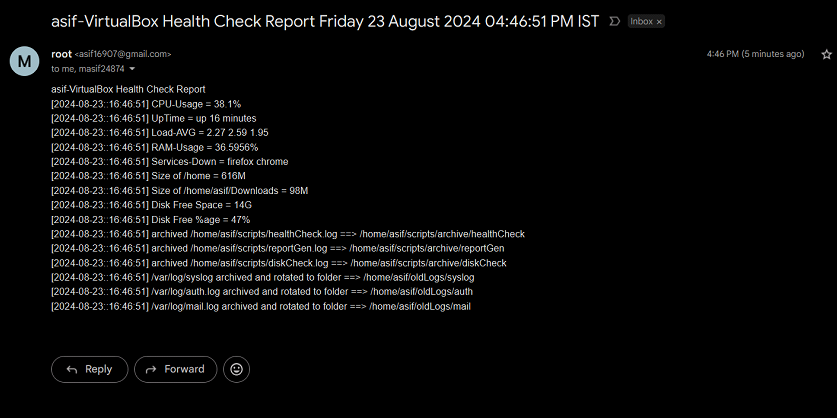 asif-VirtualBox Health Check Report Friday 23 August 2024 04:46:51 PM IST Inbox ×
M
root <asif16907@gmail.com> 4:46 PM (5 minutes ago)
to me, masif24874
asif-VirtualBox Health Check Report
[2024-08-23::16:46:51] CPU-Usage = 38.1%
[2024-08-23::16:46:51] UpTime = up 16 minutes
[2024-08-23::16:46:51] Load-AVG = 2.27 2.59 1.95
[2024-08-23::16:46:51] RAM-Usage = 36.5956%
[2024-08-23::16:46:51] Services-Down = firefox chrome
[2024-08-23::16:46:51] Size of /home = 616M
[2024-08-23::16:46:51] Size of /home/asif/Downloads = 98M
[2024-08-23::16:46:51] Disk Free Space = 14G
[2024-08-23::16:46:51] Disk Free %age = 47%
[2024-08-23::16:46:51] archived /home/asif/scripts/healthCheck.log ==> /home/asif/scripts/archive/healthCheck
[2024-08-23::16:46:51] archived /home/asif/scripts/reportGen.log ==> /home/asif/scripts/archive/reportGen
[2024-08-23::16:46:51] archived /home/asif/scripts/diskCheck.log ==> /home/asif/scripts/archive/diskCheck
[2024-08-23::16:46:51] /var/log/syslog archived and rotated to folder ==> /home/asif/oldLogs/syslog
[2024-08-23::16:46:51] /var/log/auth.log archived and rotated to folder ==> /home/asif/oldLogs/auth
[2024-08-23::16:46:51] /var/log/mail.log archived and rotated to folder ==> /home/asif/oldLogs/mail
Reply Forward